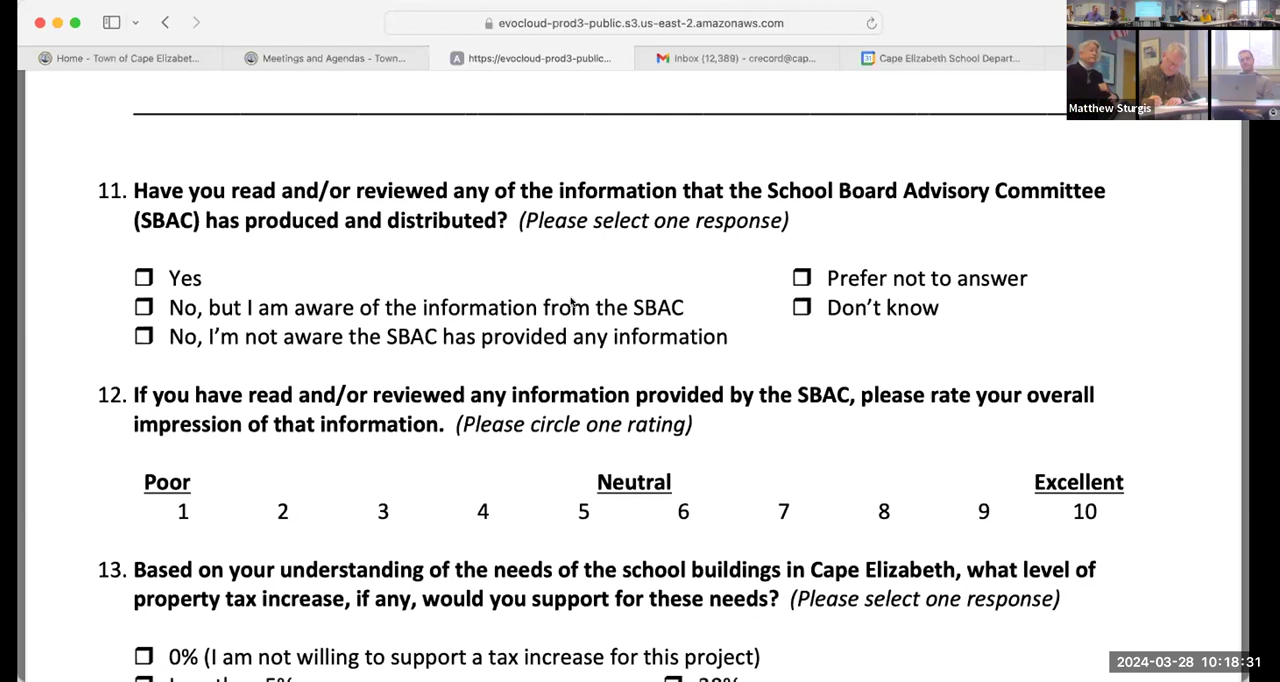 evocloud-prod3-public.s3.us-east-2.amazonaws.com
Home - Town of Cape Elizabet...
Meetings and Agendas - Town...
https://evocloud-prod3-public...
Inbox (12,389) - crecord@cap...
Cape Elizabeth School Depart...
Matthew Sturgis
11. Have you read and/or reviewed any of the information that the School Board Advisory Committee
(SBAC) has produced and distributed? (Please select one response)
Yes
Prefer not to answer
No, but I am aware of the information from the SBAC
Don't know
No, I'm not aware the SBAC has provided any information
12. If you have read and/or reviewed any information provided by the SBAC, please rate your overall
impression of that information. (Please circle one rating)
Poor Neutral Excellent
1 2 3 4 5 6 7 8 9 10
13. Based on your understanding of the needs of the school buildings in Cape Elizabeth, what level of
property tax increase, if any, would you support for these needs? (Please select one response)
0% (I am not willing to support a tax increase for this project)
2024-03-28 10:18:31